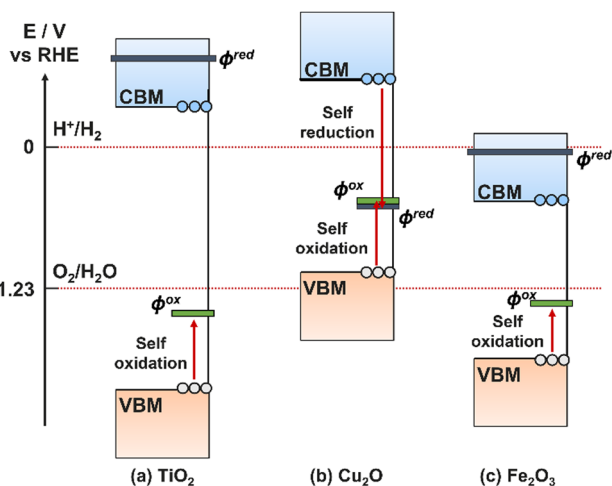 E / V
vs RHE
0
H⁺/H₂
1.23
O₂/H₂O
ϕʳᵉᵈ
CBM
ϕᵒˣ
Self
oxidation
VBM
(a) TiO₂
CBM
Self
reduction
ϕᵒˣ
ϕʳᵉᵈ
Self
oxidation
VBM
(b) Cu₂O
ϕʳᵉᵈ
CBM
ϕᵒˣ
Self
oxidation
VBM
(c) Fe₂O₃